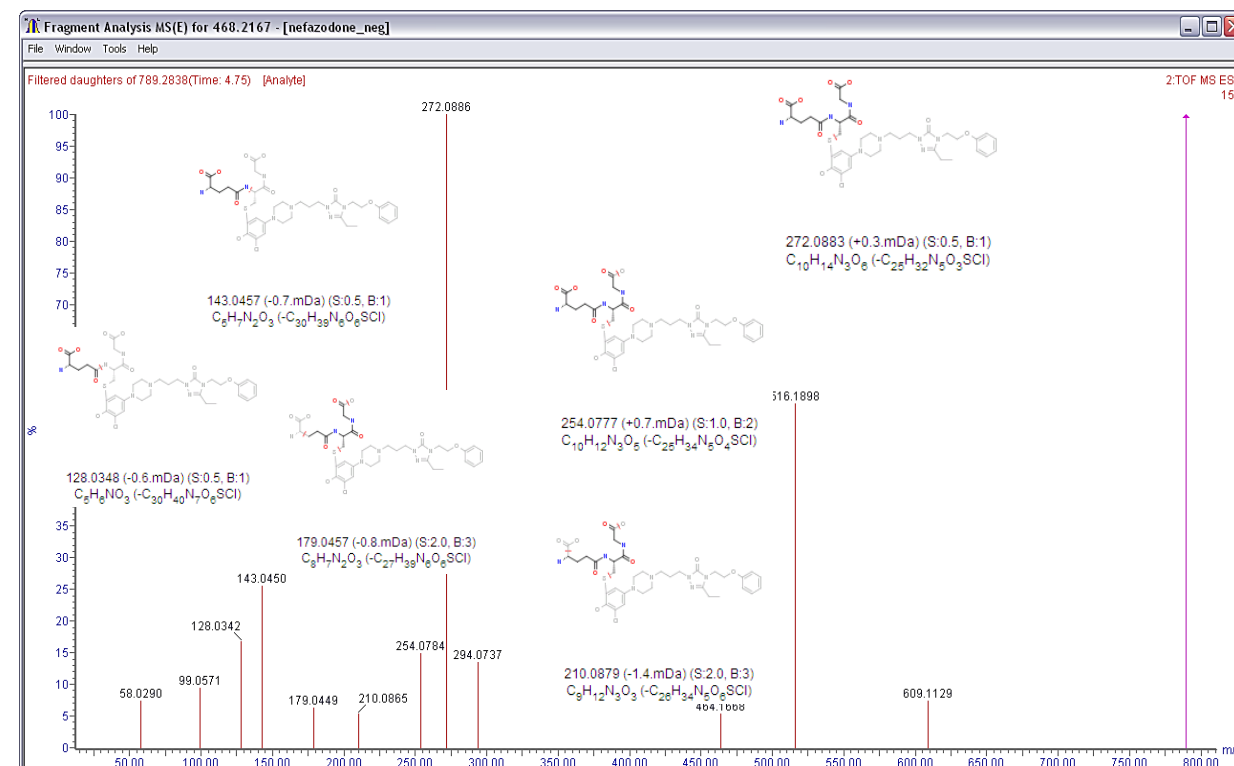 Fragment Analysis MS(E) for 468.2167 - [nefazodone_neg]
File Window Tools Help
Filtered daughters of 789.2838(Time: 4.75) [Analyte]
2:TOF MS ES
15
272.0886
100
95
90
85
80
75
70
272.0883 (+0.3.mDa) (S:0.5, B:1)
C10H14N3O6 (-C25H32N5O3SCl)
143.0457 (-0.7.mDa) (S:0.5, B:1)
C5H7N2O3 (-C30H39N6O6SCl)
516.1898
254.0777 (+0.7.mDa) (S:1.0, B:2)
C10H12N3O5 (-C25H34N5O4SCl)
%
128.0348 (-0.6.mDa) (S:0.5, B:1)
C5H6NO3 (-C30H40N7O6SCl)
179.0457 (-0.8.mDa) (S:2.0, B:3)
C8H7N2O3 (-C27H39N6O6SCl)
35
30
25
20
15
10
5
0
143.0450
128.0342
254.0784
294.0737
210.0879 (-1.4.mDa) (S:2.0, B:3)
C9H12N3O3 (-C26H34N5O6SCl)
58.0290
99.0571
179.0449
210.0865
464.1668
609.1129
50.00 100.00 150.00 200.00 250.00 300.00 350.00 400.00 450.00 500.00 550.00 600.00 650.00 700.00 750.00 800.00